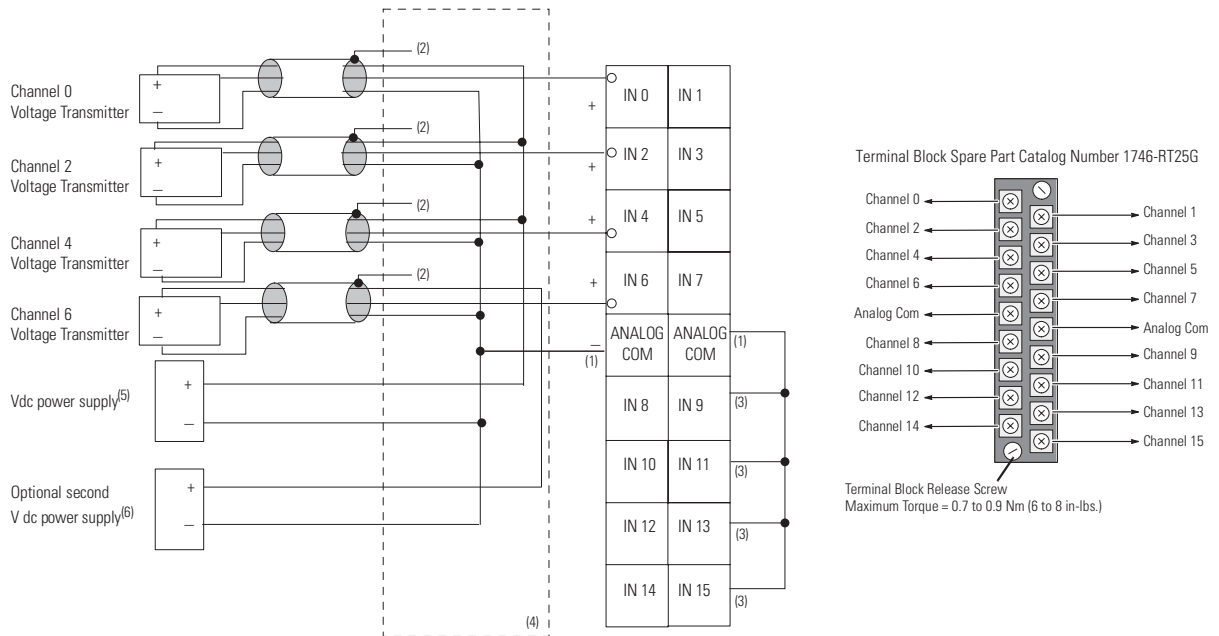 Channel 0
Voltage Transmitter
+
—
(2)
Channel 2
Voltage Transmitter
+
—
(2)
Channel 4
Voltage Transmitter
+
—
(2)
Channel 6
Voltage Transmitter
+
—
(2)
Vdc power supply(5)
+
—
Optional second
V dc power supply(6)
+
—
(4)
+
IN 0 IN 1
+
IN 2 IN 3
+
IN 4 IN 5
+
IN 6 IN 7
—
(1)
ANALOG COM
ANALOG COM
(1)
IN 8 IN 9
(3)
IN 10 IN 11
(3)
IN 12 IN 13
(3)
IN 14 IN 15
(3)
Terminal Block Spare Part Catalog Number 1746-RT25G
Channel 0
Channel 2
Channel 4
Channel 6
Analog Com
Channel 8
Channel 10
Channel 12
Channel 14
Channel 1
Channel 3
Channel 5
Channel 7
Analog Com
Channel 9
Channel 11
Channel 13
Channel 15
Terminal Block Release Screw
Maximum Torque = 0.7 to 0.9 Nm (6 to 8 in-lbs.)